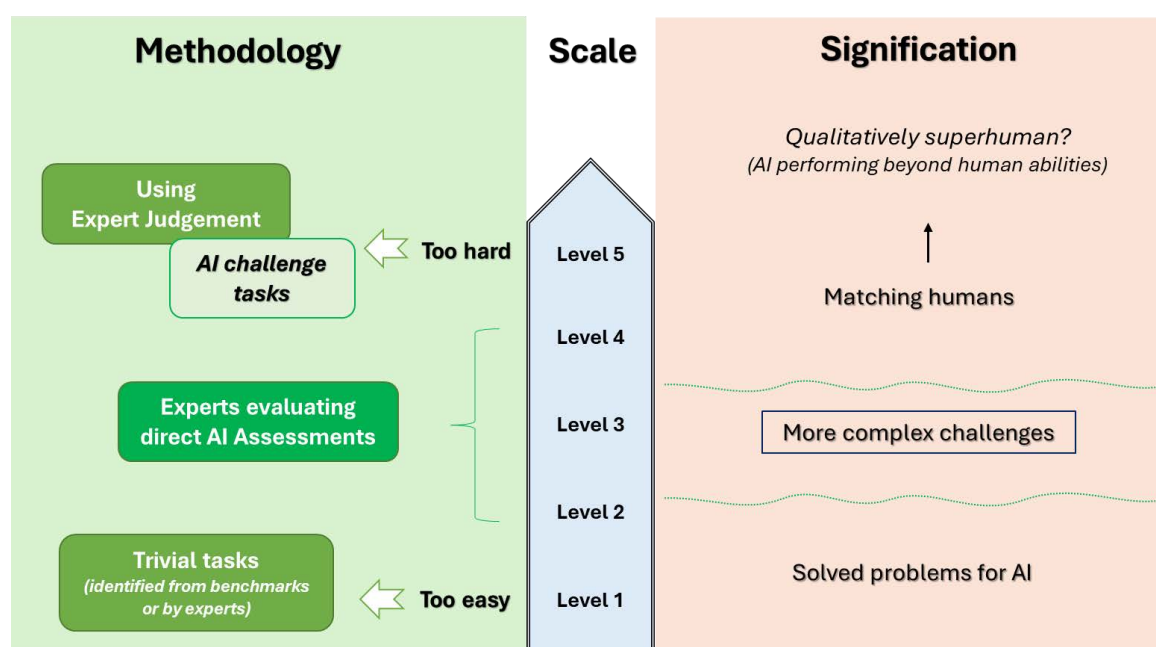 Methodology
Scale
Signification
Qualitatively superhuman?
(AI performing beyond human abilities)
Using
Expert Judgement
AI challenge
tasks
Too hard
Level 5
Matching humans
Level 4
Experts evaluating
direct AI Assessments
Level 3
More complex challenges
Level 2
Trivial tasks
(identified from benchmarks
or by experts)
Too easy
Level 1
Solved problems for AI